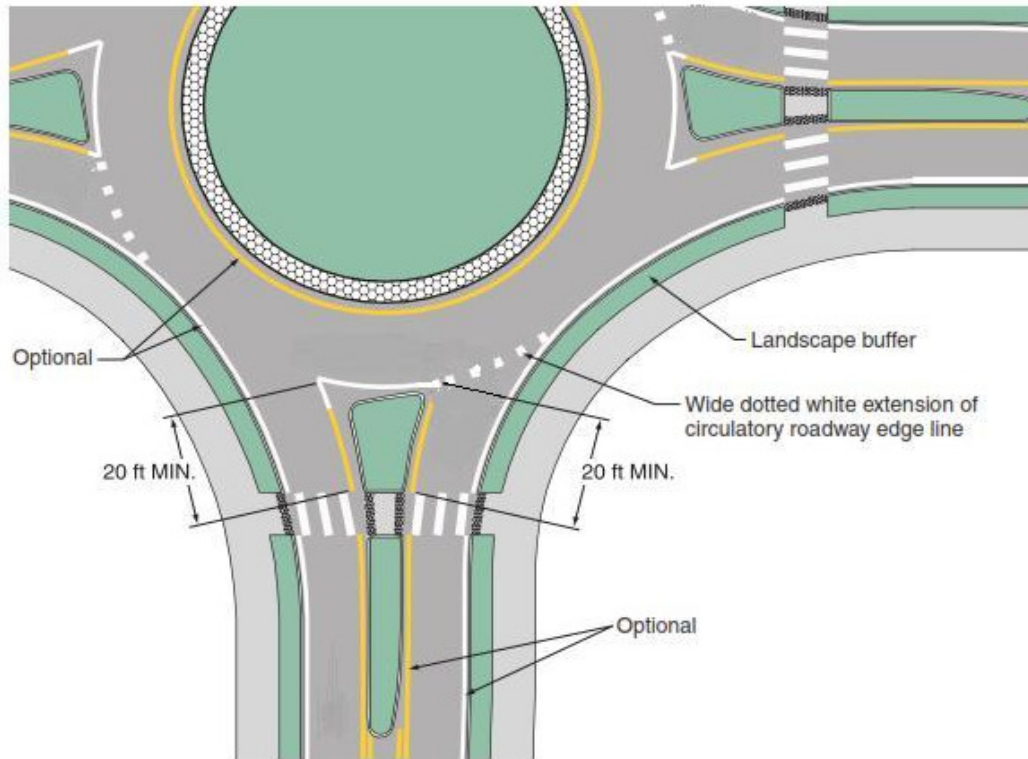 Optional
Landscape buffer
Wide dotted white extension of
circulatory roadway edge line
20 ft MIN.
20 ft MIN.
Optional